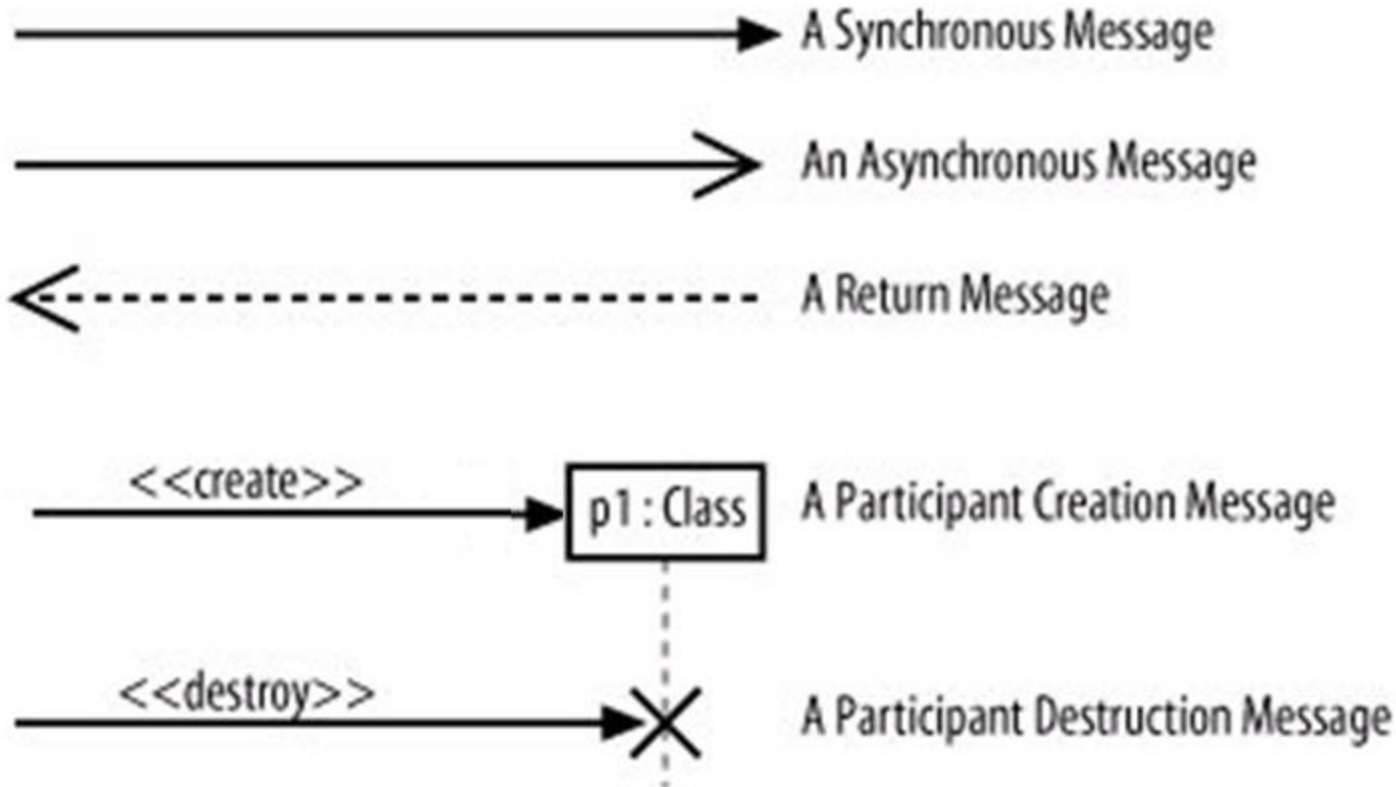 A Synchronous Message
An Asynchronous Message
A Return Message
<<create>>
p1 : Class
A Participant Creation Message
<<destroy>>
A Participant Destruction Message